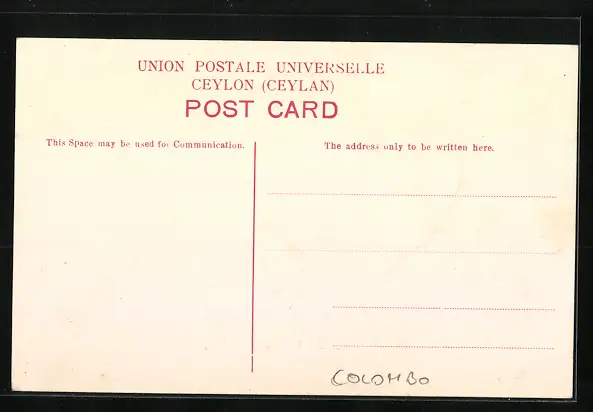 UNION POSTALE UNIVERSELLE
CEYLON (CEYLAN)
POST CARD
This Space may be used for Communication.
The address only to be written here.
COLOMBO